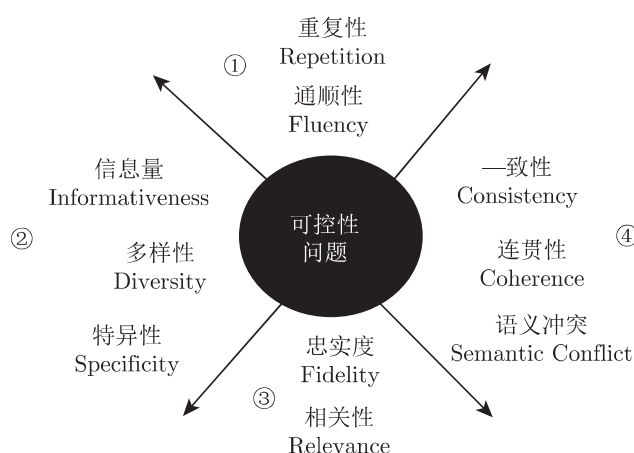 ①
重复性
Repetition
通顺性
Fluency
②
信息量
Informativeness
多样性
Diversity
特异性
Specificity
可控性
问题
③
忠实度
Fidelity
相关性
Relevance
④
一致性
Consistency
连贯性
Coherence
语义冲突
Semantic Conflict